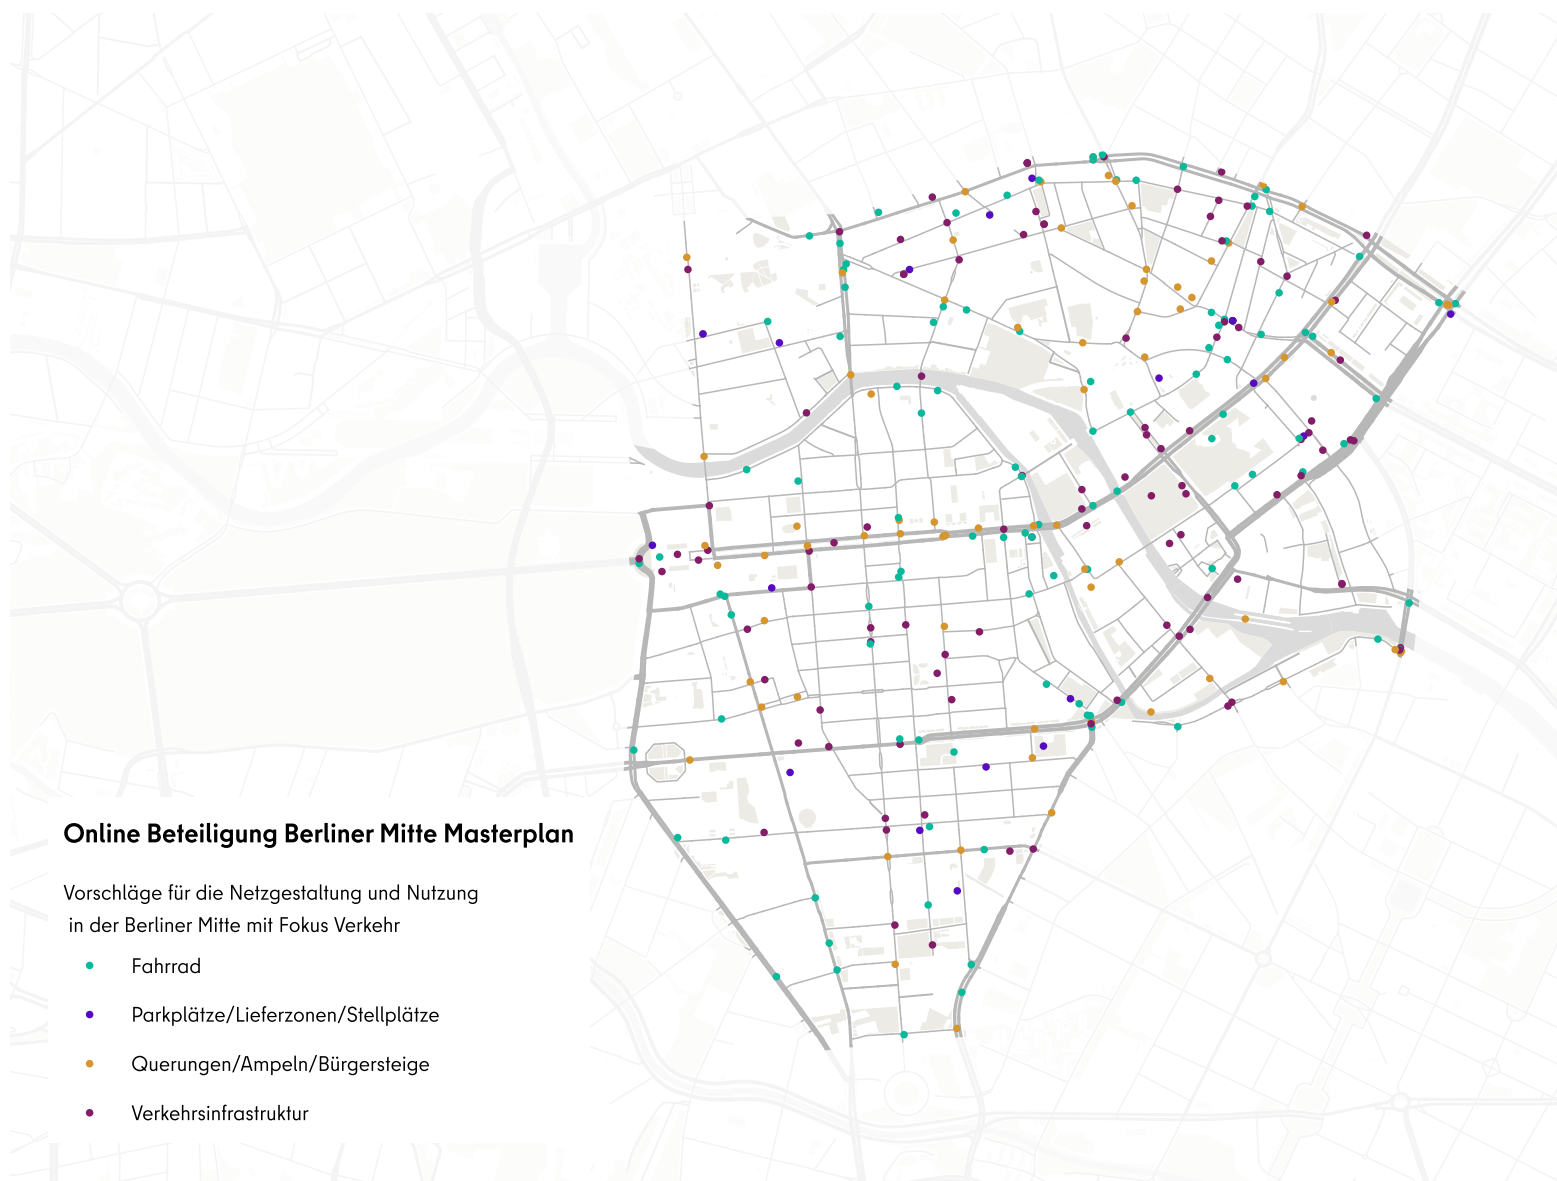 Online Beteiligung Berliner Mitte Masterplan
Vorschläge für die Netzgestaltung und Nutzung
in der Berliner Mitte mit Fokus Verkehr
Fahrrad
Parkplätze/Lieferzonen/Stellplätze
Querungen/Ampeln/Bürgersteige
Verkehrsinfrastruktur